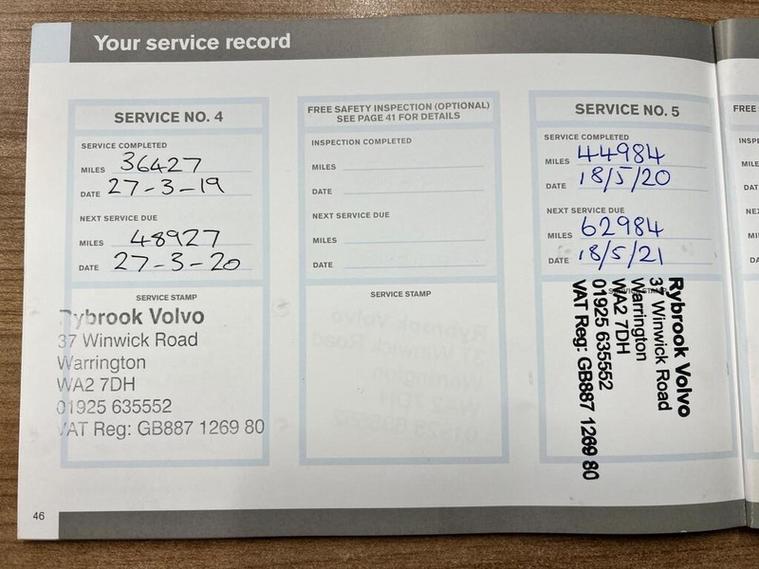 Your service record
SERVICE NO. 4
SERVICE COMPLETED
MILES 36427
DATE 27-3-19
NEXT SERVICE DUE
MILES 48927
DATE 27-3-20
SERVICE STAMP
Rybrook Volvo
37 Winwick Road
Warrington
WA2 7DH
01925 635552
VAT Reg: GB887 1269 80
FREE SAFETY INSPECTION (OPTIONAL)
SEE PAGE 41 FOR DETAILS
INSPECTION COMPLETED
MILES
DATE
NEXT SERVICE DUE
MILES
DATE
SERVICE STAMP
SERVICE NO. 5
SERVICE COMPLETED
MILES 44984
DATE 18/5/20
NEXT SERVICE DUE
MILES 62984
DATE 18/5/21
SERVICE STAMP
Rybrook Volvo
37 Winwick Road
Warrington
WA2 7DH
01925 635552
VAT Reg: GB887 1269 80
FREE
46